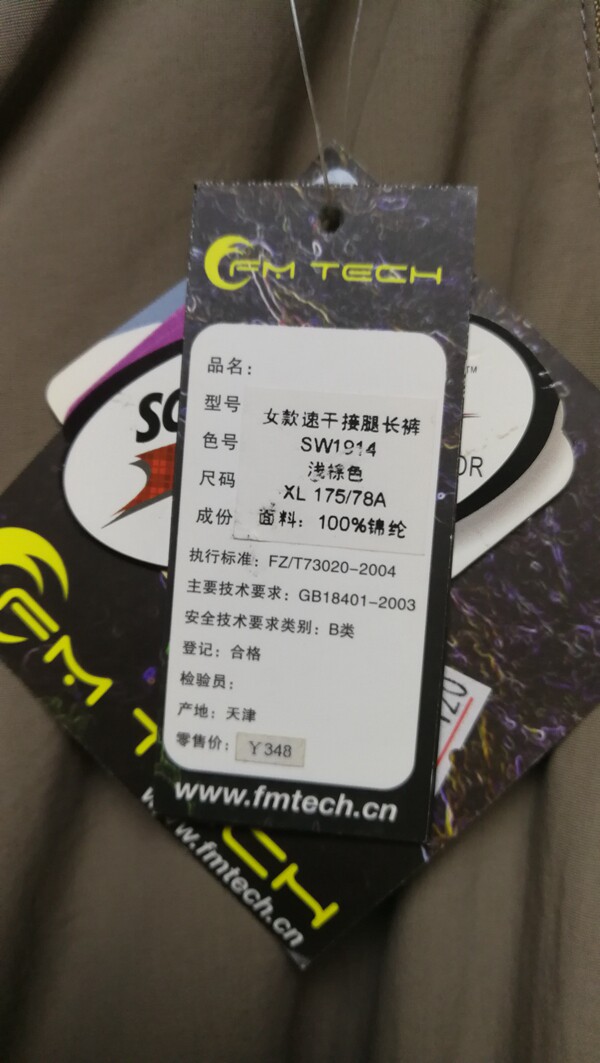 FM TECH
品名：
型号
色号
尺码
成份
女款速干接腿长裤
SW1914
浅棕色
XL 175/78A
面料：100%锦纶
执行标准：FZ/T73020-2004
主要技术要求：GB18401-2003
安全技术要求类别：B类
登记：合格
检验员：
产地：天津
零售价：￥348
www.fmtech.cn
TM
OR
FM T
CH
www.fmtech.cn